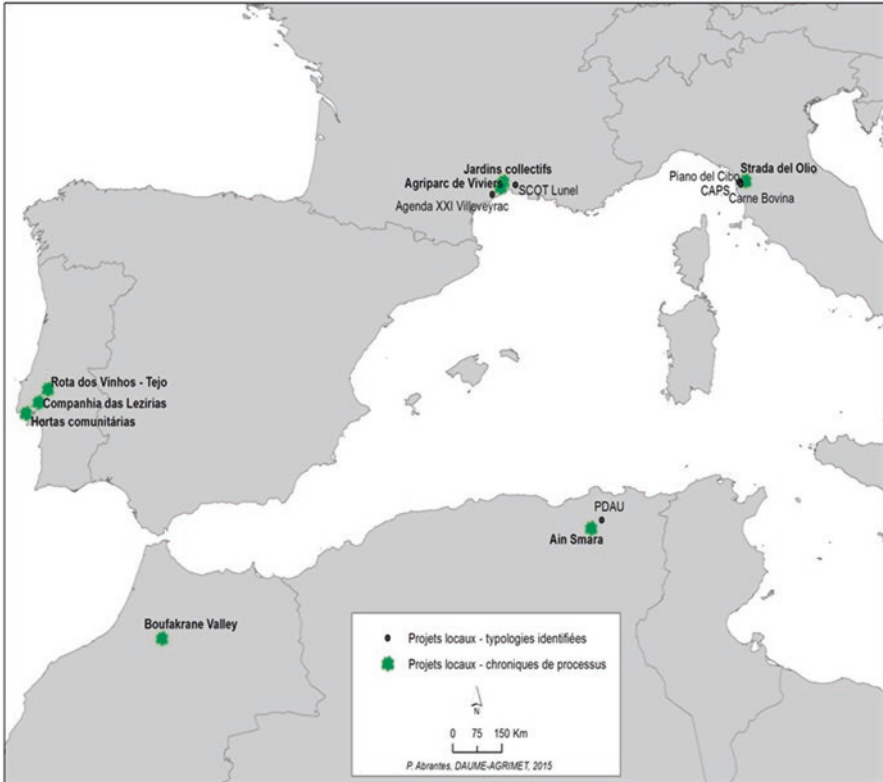 Jardins collectifs
Agriparc de Viviers
SCOT Lunel
Agenda XXI Villeveyrac
Strada del Olio
Piano del Cibo
CAPS
Carne Bovina
Rota dos Vinhos - Tejo
Companhia das Lezirias
Hortas comunitárias
PDAU
Ain Smara
Boufakrane Valley
Projets locaux - typologies identifiées
Projets locaux - chroniques de processus
N
0 75 150 Km
P. Abrantes, DAUME-AGRIMET, 2015